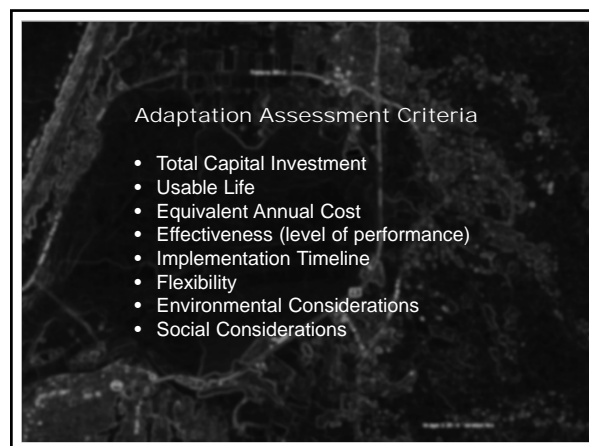 Adaptation Assessment Criteria
• Total Capital Investment
• Usable Life
• Equivalent Annual Cost
• Effectiveness (level of performance)
• Implementation Timeline
• Flexibility
• Environmental Considerations
• Social Considerations